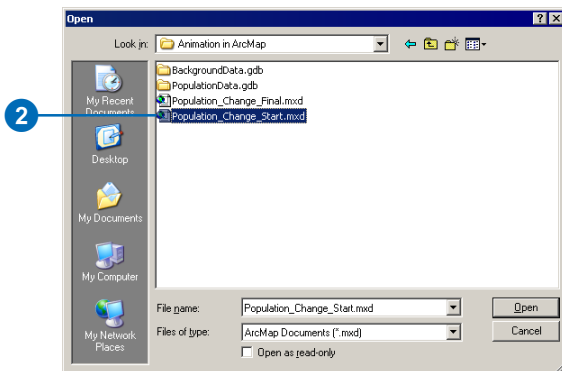 Open
Look in: Animation in ArcMap
BackgroundData.gdb
PopulationData.gdb
Population_Change_Final.mxd
Population_Change_Start.mxd
2
My Recent
Documents
Desktop
My Documents
My Computer
My Network
Places
File name: Population_Change_Start.mxd Open
Files of type: ArcMap Documents (*.mxd) Cancel
Open as read-only